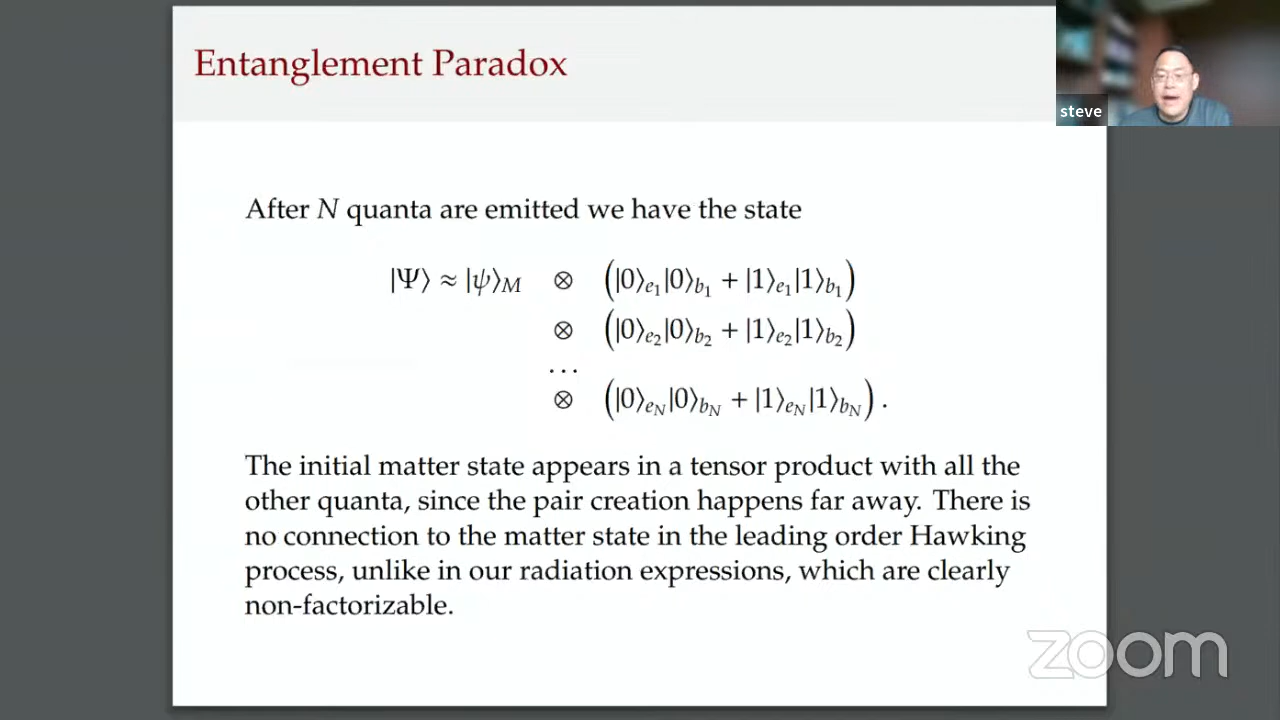 Entanglement Paradox
steve
After N quanta are emitted we have the state
|Ψ⟩ ≈ |ψ⟩_M ⊗ (|0⟩_{e_1}|0⟩_{b_1} + |1⟩_{e_1}|1⟩_{b_1})
⊗ (|0⟩_{e_2}|0⟩_{b_2} + |1⟩_{e_2}|1⟩_{b_2})
...
⊗ (|0⟩_{e_N}|0⟩_{b_N} + |1⟩_{e_N}|1⟩_{b_N}).
The initial matter state appears in a tensor product with all the
other quanta, since the pair creation happens far away. There is
no connection to the matter state in the leading order Hawking
process, unlike in our radiation expressions, which are clearly
non-factorizable.
zoom